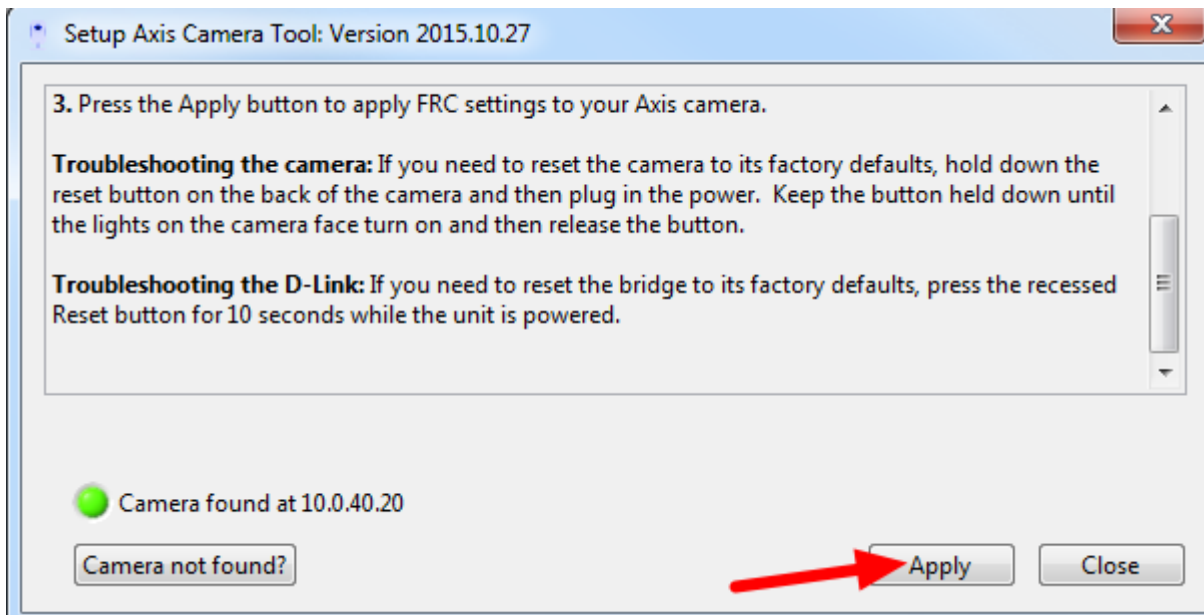 Setup Axis Camera Tool: Version 2015.10.27
3. Press the Apply button to apply FRC settings to your Axis camera.
Troubleshooting the camera: If you need to reset the camera to its factory defaults, hold down the
reset button on the back of the camera and then plug in the power.  Keep the button held down until
the lights on the camera face turn on and then release the button.
Troubleshooting the D-Link: If you need to reset the bridge to its factory defaults, press the recessed
Reset button for 10 seconds while the unit is powered.
Camera found at 10.0.40.20
Camera not found? Apply Close